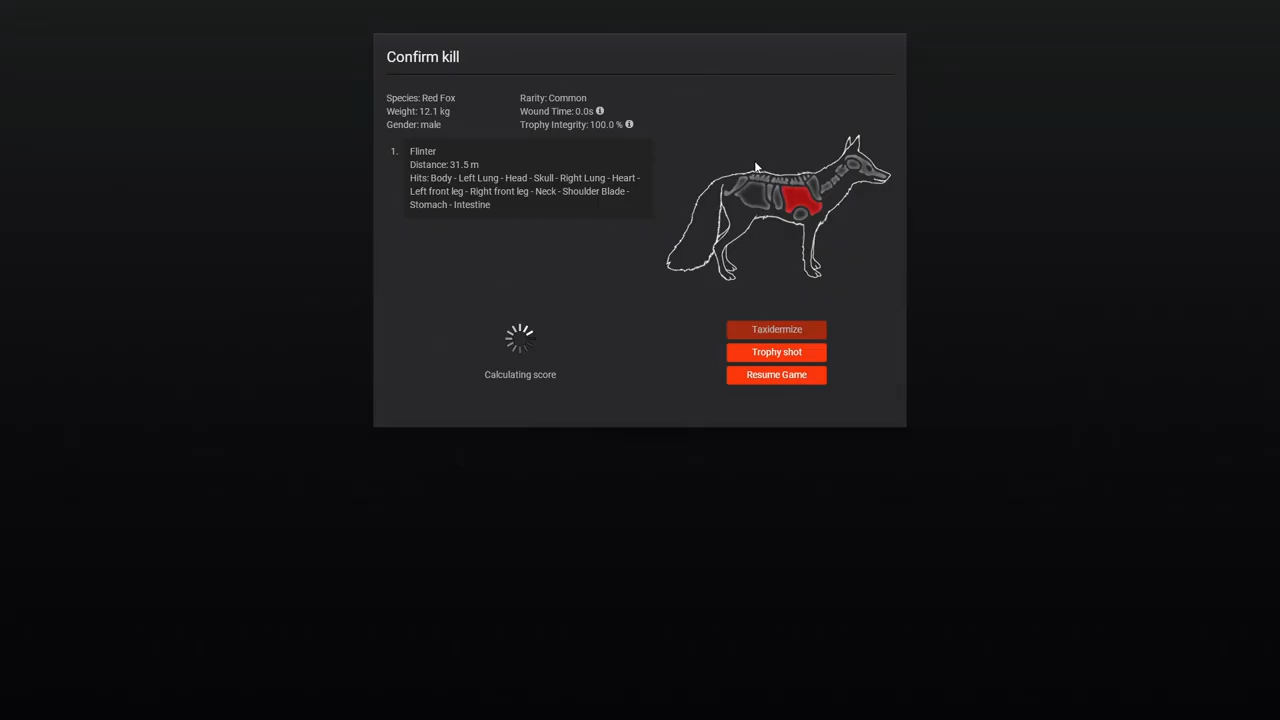 Confirm kill
Species: Red Fox
Rarity: Common
Weight: 12.1 kg
Wound Time: 0.0s
Gender: male
Trophy Integrity: 100.0 %
1. Flinter
Distance: 31.5 m
Hits: Body - Left Lung - Head - Skull - Right Lung - Heart -
Left front leg - Right front leg - Neck - Shoulder Blade -
Stomach - Intestine
Taxidermize
Trophy shot
Calculating score
Resume Game